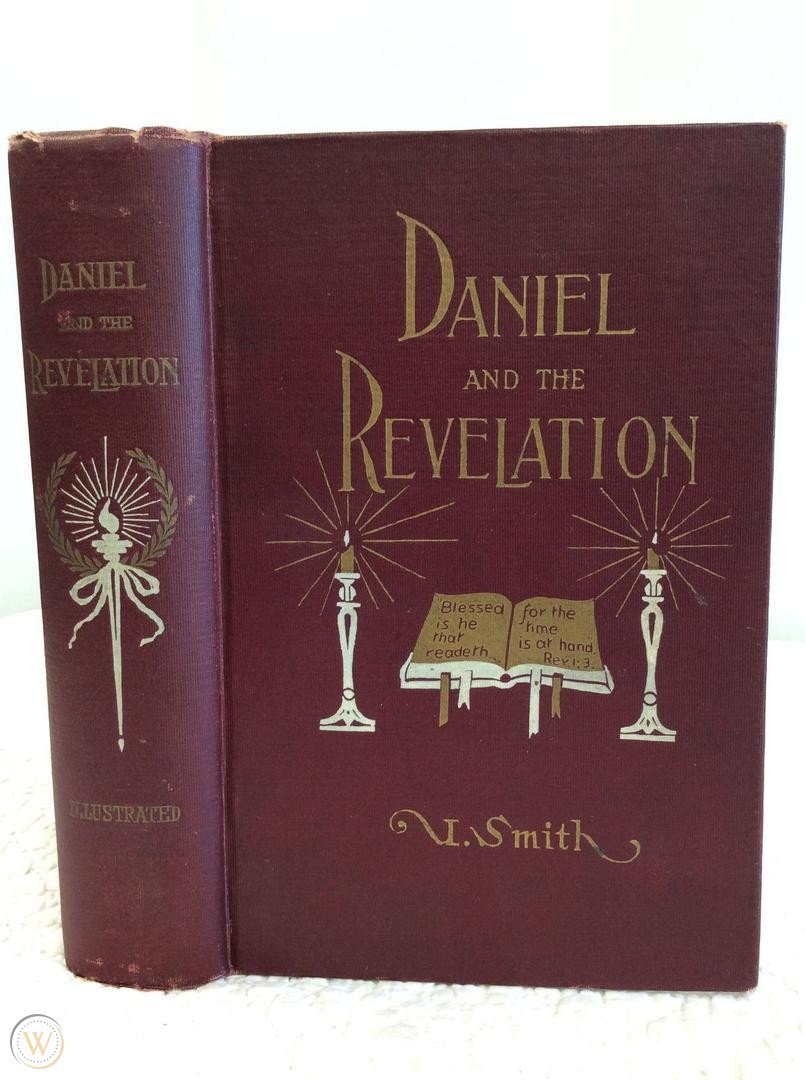 DANIEL
AND THE
REVELATION
ILLUSTRATED
DANIEL
AND THE
REVELATION
"Blessed
is he
that
readeth...
for the
time
is at hand."
Rev. 1:3.
U. Smith
W